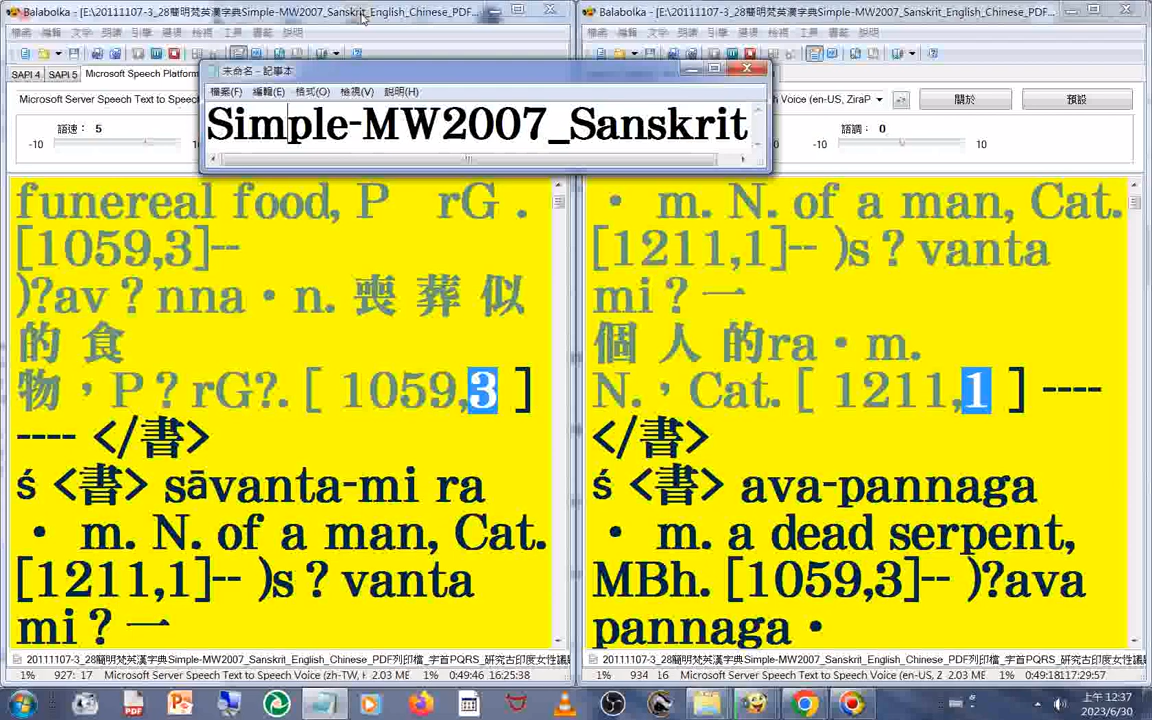 Balabolka - [E:\20111107-3_28簡明梵英漢字典Simple-MW2007_Sanskrit_English_Chinese_PDF...
Balabolka - [E:\20111107-3_28簡明梵英漢字典Simple-MW2007_Sanskrit_English_Chinese_PDF...
SAPI 4 SAPI 5 Microsoft Speech Platform
未命名 - 記事本
檔案(F) 編輯(E) 格式(O) 檢視(V) 說明(H)
Simple-MW2007_Sanskrit
Microsoft Server Speech Text to Speech
Voice (en-US, ZiraP
關於
預設
語速： 5
-10
語調： 0
-10 10
funereal food, P rG .
[1059,3]--
)?av ? nna • n. 喪 葬 似
的 食
物，P ? rG?. [ 1059,3 ]
---- </書>
ś <書> sāvanta-mi ra
• m. N. of a man, Cat.
[1211,1]-- )s ? vanta
mi ? 一
• m. N. of a man, Cat.
[1211,1]-- )s ? vanta
mi ? 一
個 人 的ra • m.
N.，Cat. [ 1211,1 ] ----
</書>
ś <書> ava-pannaga
• m. a dead serpent,
MBh. [1059,3]-- )?ava
pannaga •
20111107-3_28簡明梵英漢字典Simple-MW2007_Sanskrit_English_Chinese_PDF列印檔_字首PQRS_研究古印度女性議
20111107-3_28簡明梵英漢字典Simple-MW2007_Sanskrit_English_Chinese_PDF列印檔_字首PQRS_研究古印度女性議
1% 927: 17 Microsoft Server Speech Text to Speech Voice (zh-TW, H 2.03 MB 1% 0:49:46 16:25:38
1% 934: 16 Microsoft Server Speech Text to Speech Voice (en-US, Z 2.03 MB 1% 0:49:18 17:29:57
上午 12:37
2023/6/30